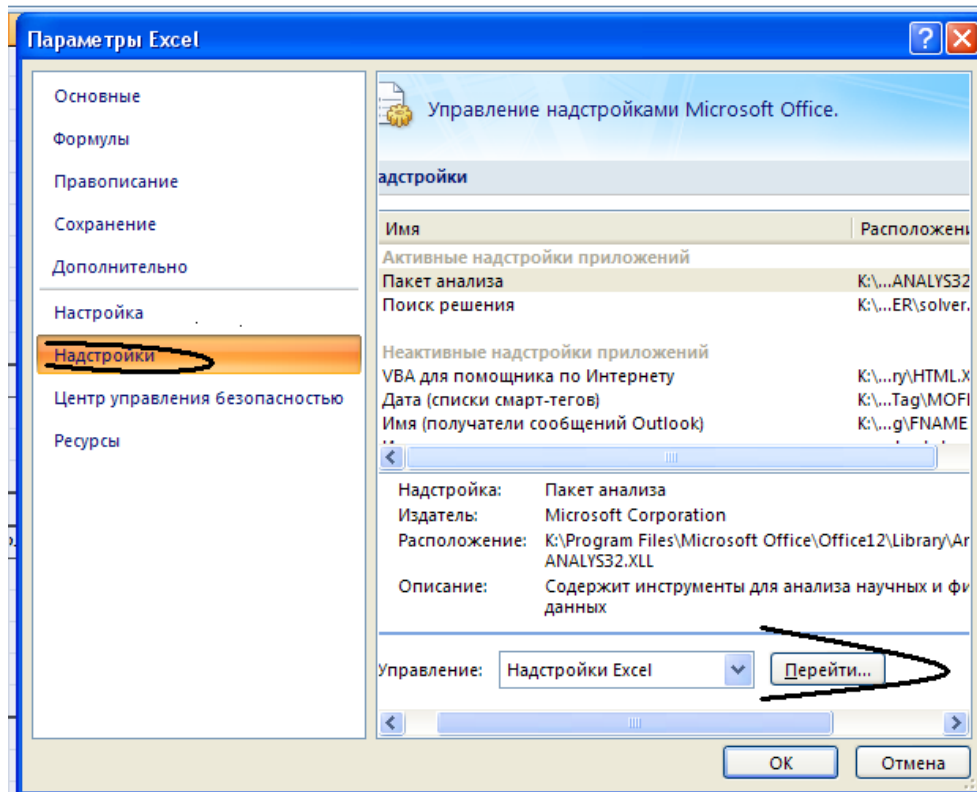 Параметры Excel
Основные
Формулы
Правописание
Сохранение
Дополнительно
Настройка
Надстройки
Центр управления безопасностью
Ресурсы
Управление надстройками Microsoft Office.
адстройки
Имя Расположени
Активные надстройки приложений
Пакет анализа K:\...ANALYS32
Поиск решения K:\...ER\solver.
Неактивные надстройки приложений
VBA для помощника по Интернету K:\...ry\HTML.X
Дата (списки смарт-тегов) K:\...Tag\MOFI
Имя (получатели сообщений Outlook) K:\...g\FNAME
Надстройка: Пакет анализа
Издатель: Microsoft Corporation
Расположение: K:\Program Files\Microsoft Office\Office12\Library\Ar
ANALYS32.XLL
Описание: Содержит инструменты для анализа научных и фи
данных
Управление: Надстройки Excel Перейти...
ОК Отмена